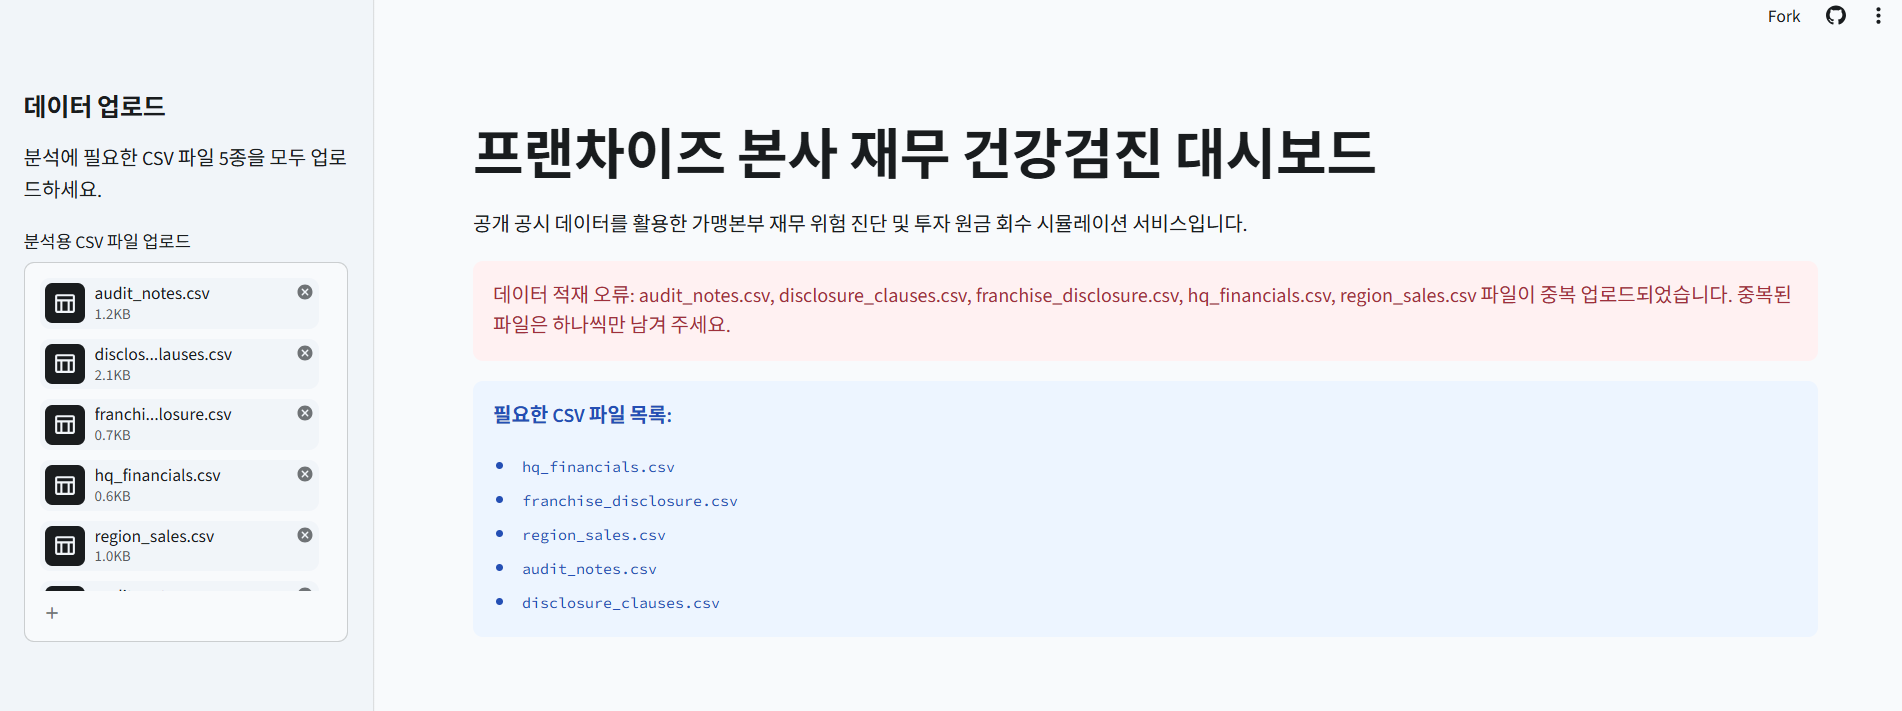 Fork
데이터 업로드
분석에 필요한 CSV 파일 5종을 모두 업로
드하세요.
분석용 CSV 파일 업로드
audit_notes.csv
1.2KB
disclos...lauses.csv
2.1KB
franchi...losure.csv
0.7KB
hq_financials.csv
0.6KB
region_sales.csv
1.0KB
프랜차이즈 본사 재무 건강검진 대시보드
공개 공시 데이터를 활용한 가맹본부 재무 위험 진단 및 투자 원금 회수 시뮬레이션 서비스입니다.
데이터 적재 오류: audit_notes.csv, disclosure_clauses.csv, franchise_disclosure.csv, hq_financials.csv, region_sales.csv 파일이 중복 업로드되었습니다. 중복된
파일은 하나씩만 남겨 주세요.
필요한 CSV 파일 목록:
hq_financials.csv
franchise_disclosure.csv
region_sales.csv
audit_notes.csv
disclosure_clauses.csv